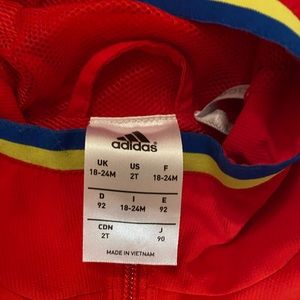 adidas
UK US F
18-24M 2T 18-24M
D I E
92 18-24M 92
CDN J
2T 90
MADE IN VIETNAM